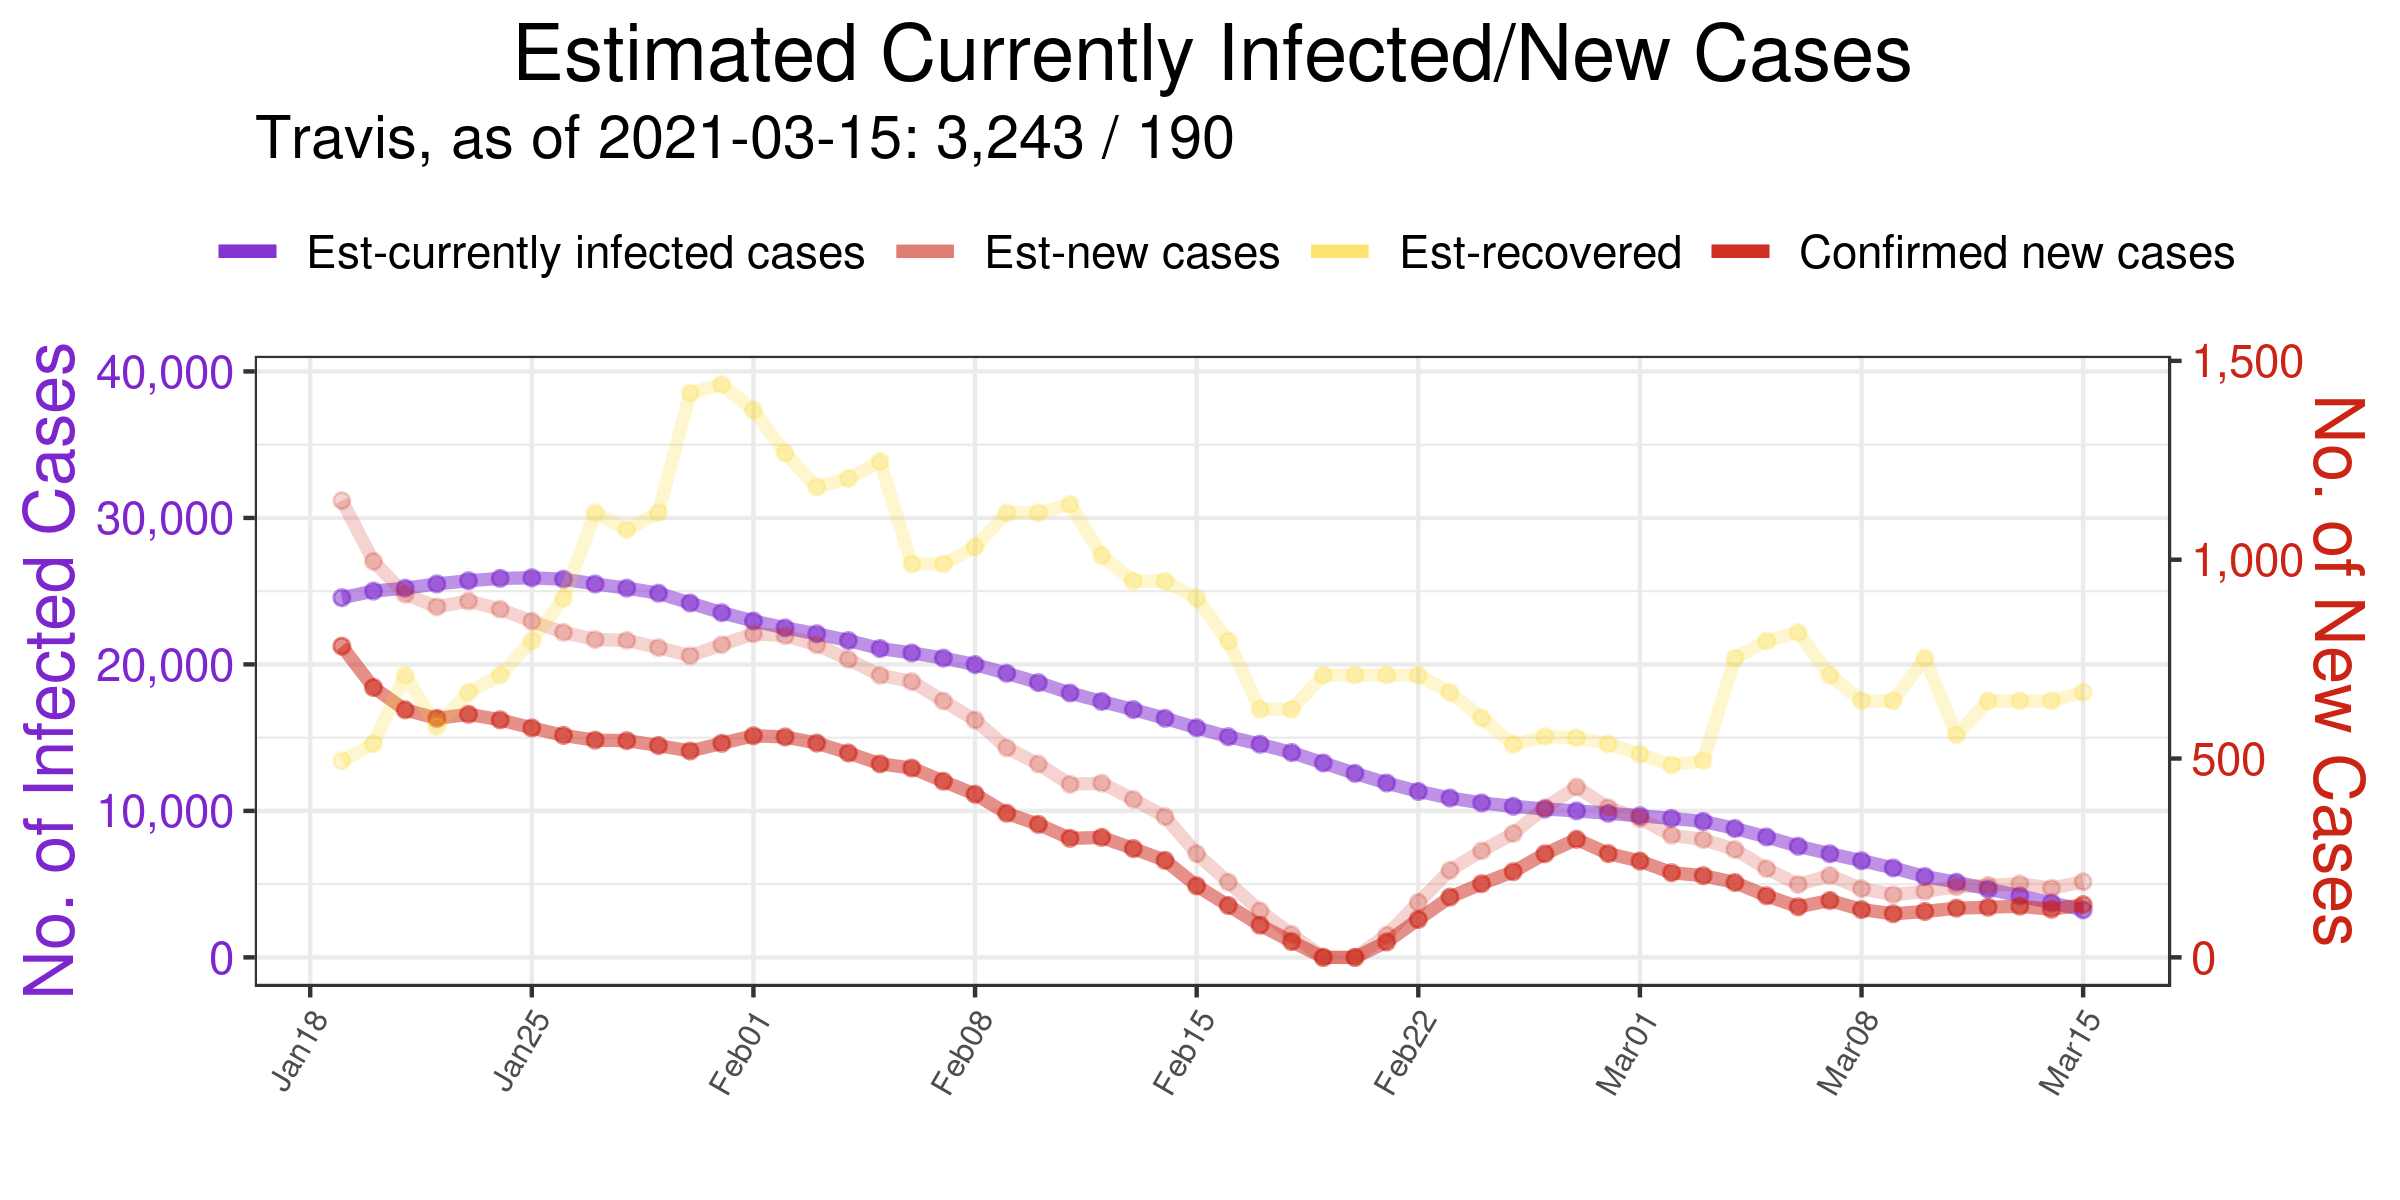 Estimated Currently Infected/New Cases
Travis, as of 2021-03-15: 3,243 / 190
Est-currently infected cases Est-new cases Est-recovered Confirmed new cases
No. of Infected Cases
40,000
30,000
20,000
10,000
0
1,500
1,000
500
0
No. of New Cases
Jan18 Jan25 Feb01 Feb08 Feb15 Feb22 Mar01 Mar08 Mar15